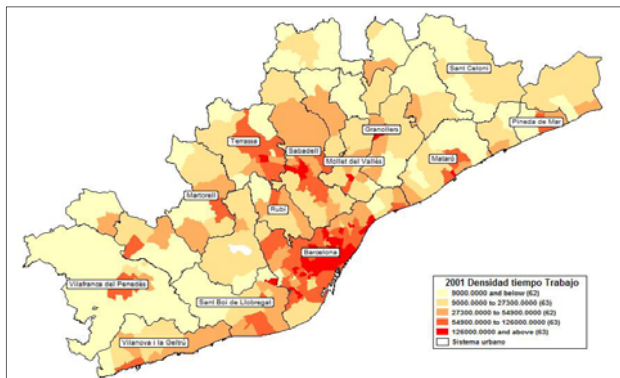 Sant Celoni
Pineda de Mar
Granollers
Terrassa
Sabadell
Mollet del Vallès
Mataró
Martorell
Rubí
Barcelona
Vilafranca del Penedès
Sant Boi de Llobregat
Vilanova i la Geltrú
2001 Densidad tiempo Trabajo
9000.0000 and below (62)
9000.0000 to 27300.0000 (63)
27300.0000 to 54900.0000 (62)
54900.0000 to 126000.0000 (63)
126000.0000 and above (63)
Sistema urbano